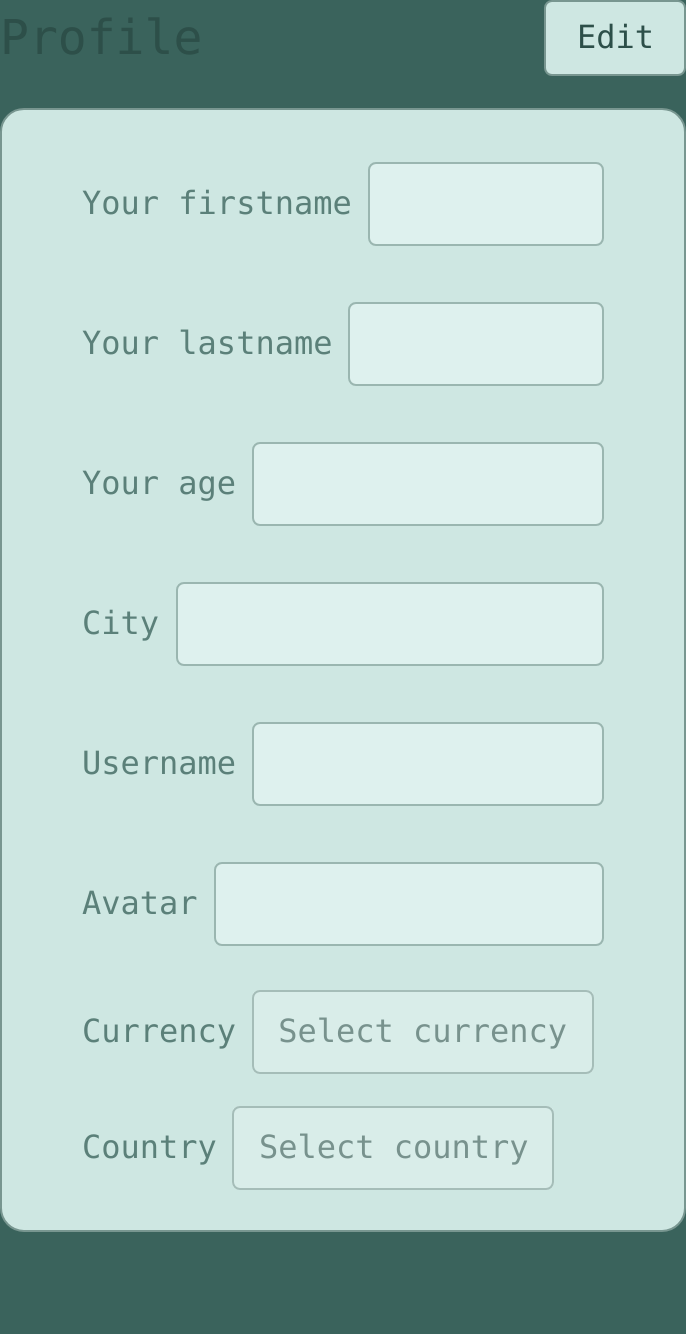 Profile
Edit
Your firstname
Your lastname
Your age
City
Username
Avatar
Currency Select currency
Country Select country